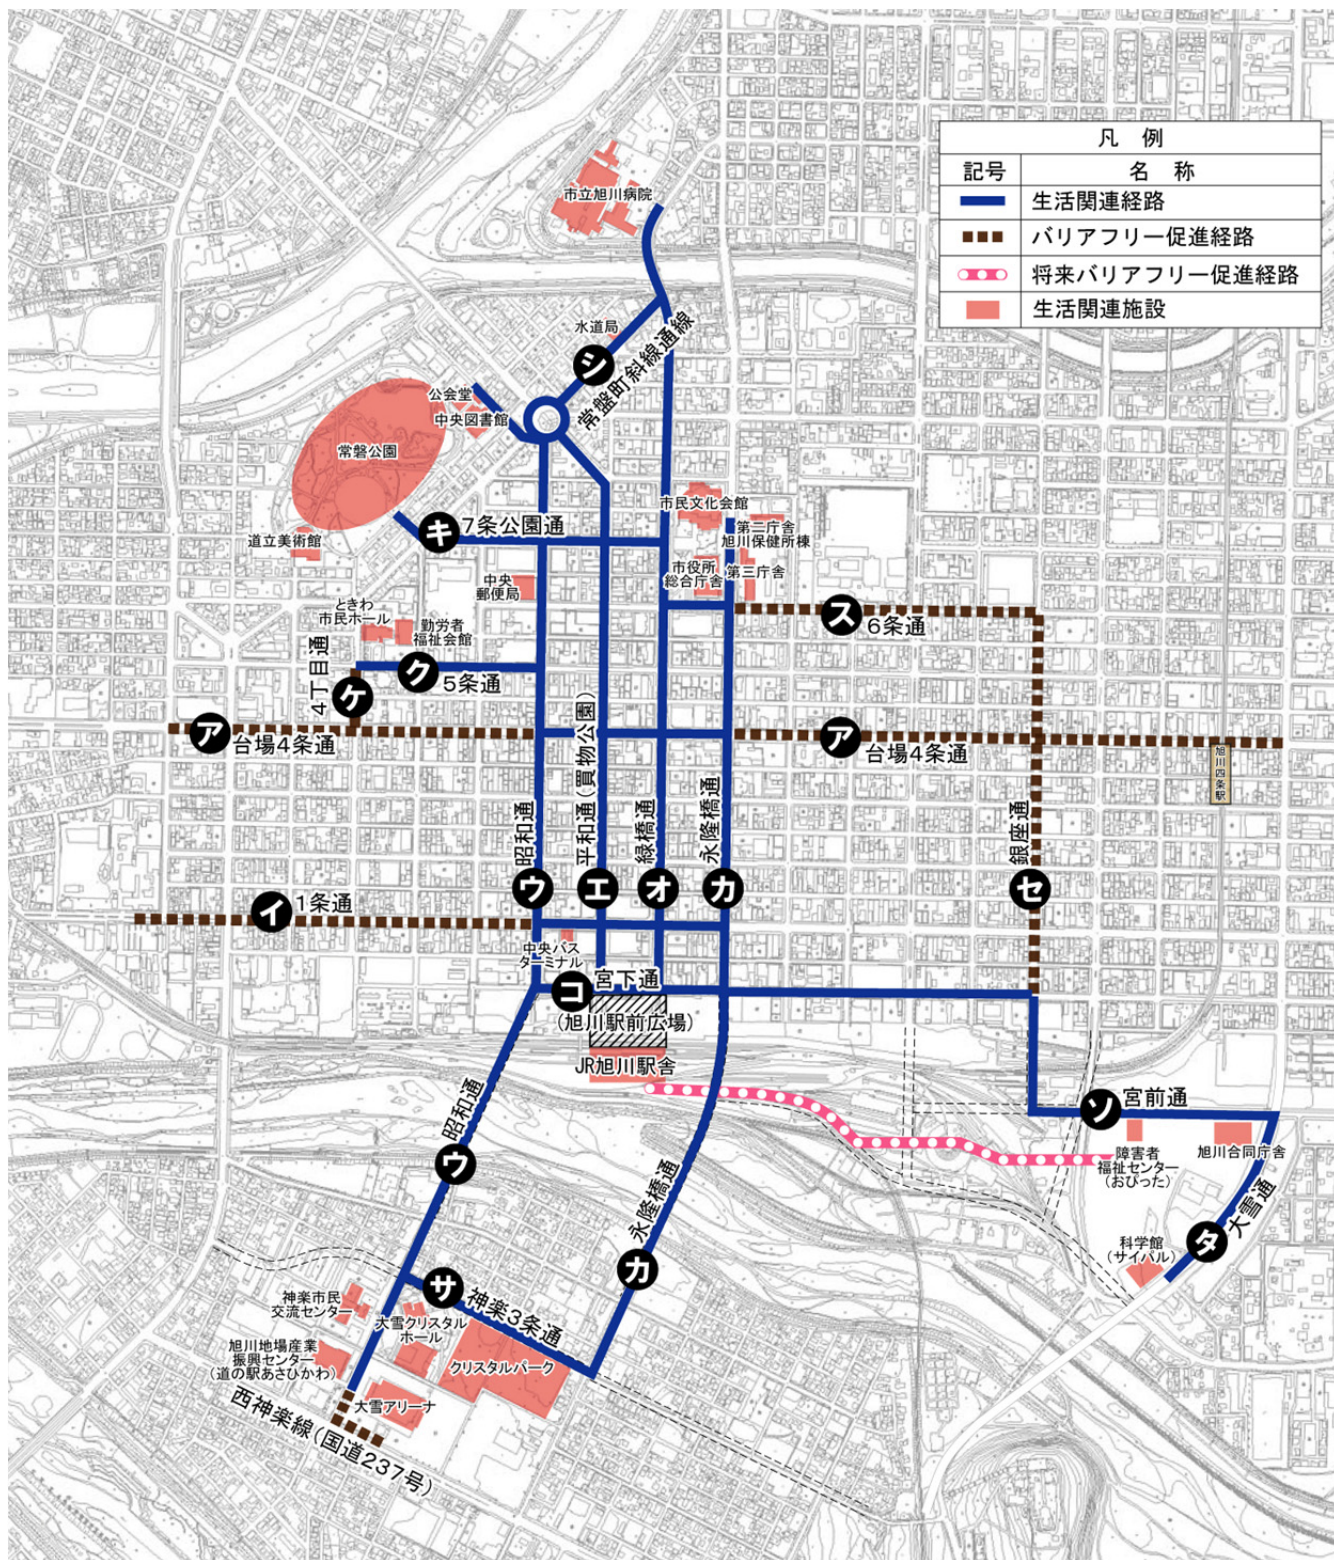 凡 例
記号 名 称
生活関連経路
バリアフリー促進経路
将来バリアフリー促進経路
生活関連施設
市立旭川病院
水道局
シ
常盤町斜線通線
公会堂
中央図書館
常磐公園
市民文化会館
キ
7条公園通
第二庁舎
旭川保健所棟
道立美術館
市役所
総合庁舎
第三庁舎
中央
郵便局
ときわ
市民ホール
勤労者
福祉会館
ス
6条通
4丁目通
ク
5条通
ケ
ア
台場4条通
ア
台場4条通
旭川四条駅
昭和通
平和通(買物公園)
緑橋通
永隆橋通
銀座通
ウ
エ
オ
カ
セ
イ
1条通
中央バス
ターミナル
コ
宮下通
(旭川駅前広場)
JR旭川駅舎
昭和通
ウ
ソ
宮前通
障害者
福祉センター
(おぴった)
旭川合同庁舎
永隆橋通
カ
大雪通
タ
科学館
(サイパル)
サ
神楽3条通
神楽市民
交流センター
大雪クリスタル
ホール
旭川地場産業
振興センター
(道の駅あさひかわ)
クリスタルパーク
大雪アリーナ
西神楽線(国道237号)